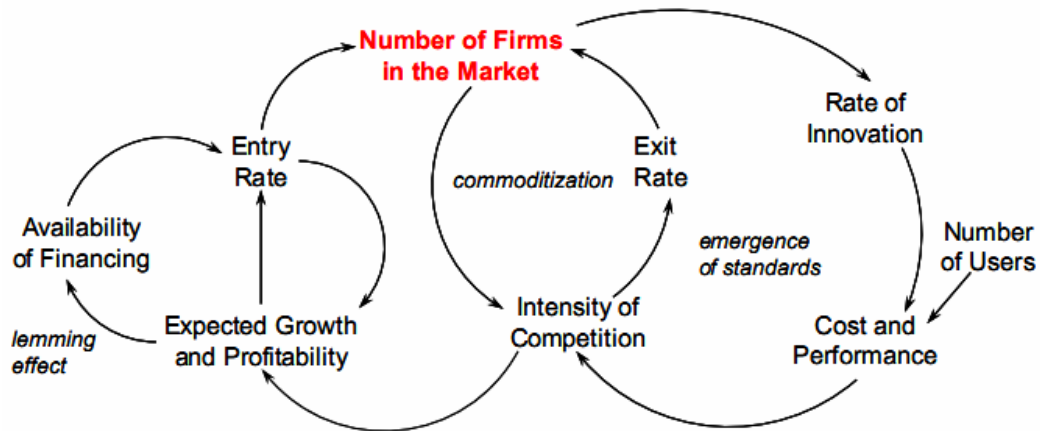 Number of Firms
in the Market
Rate of
Innovation
Entry
Rate
commoditization
Exit
Rate
Availability
of Financing
emergence
of standards
Number
of Users
Intensity of
Competition
Expected Growth
and Profitability
lemming
effect
Cost and
Performance